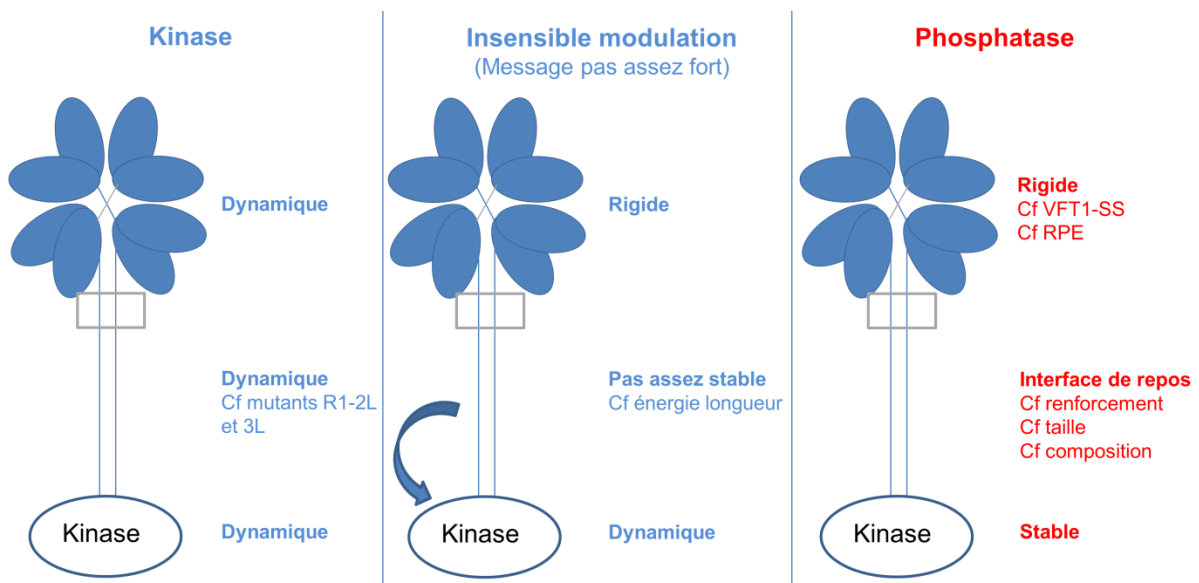 Kinase
Dynamique
Dynamique
Cf mutants R1-2L
et 3L
Kinase
Dynamique
Insensible modulation
(Message pas assez fort)
Rigide
Pas assez stable
Cf énergie longueur
Kinase
Dynamique
Phosphatase
Rigide
Cf VFT1-SS
Cf RPE
Interface de repos
Cf renforcement
Cf taille
Cf composition
Kinase
Stable